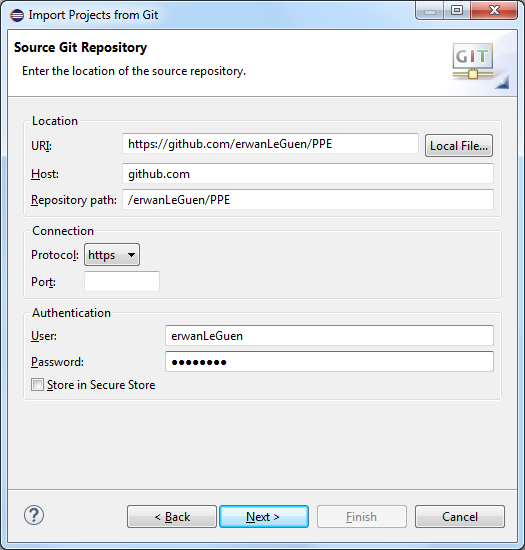 Import Projects from Git
Source Git Repository
Enter the location of the source repository.
GIT
Location
URI: https://github.com/erwanLeGuen/PPE Local File...
Host: github.com
Repository path: /erwanLeGuen/PPE
Connection
Protocol: https
Port:
Authentication
User: erwanLeGuen
Password: ●●●●●●●●
Store in Secure Store
? < Back Next > Finish Cancel